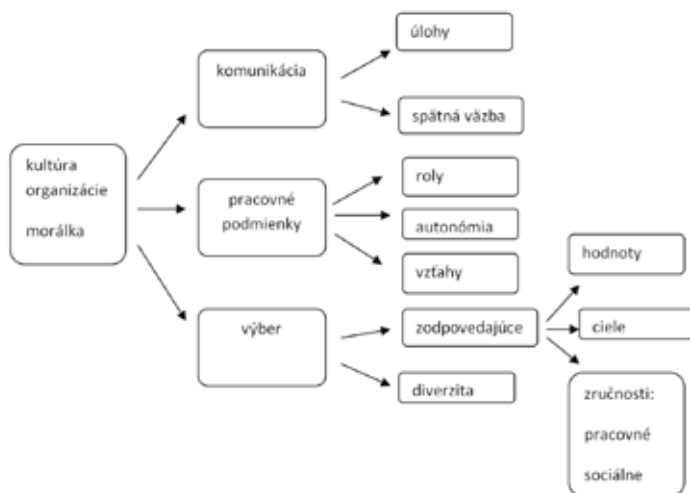 úlohy
komunikácia
spätná väzba
kultúra
organizácie
morálka
pracovné
podmienky
roly
autonómia
vzťahy
hodnoty
výber
zodpovedajúce
ciele
diverzita
zručnosti:
pracovné
sociálne